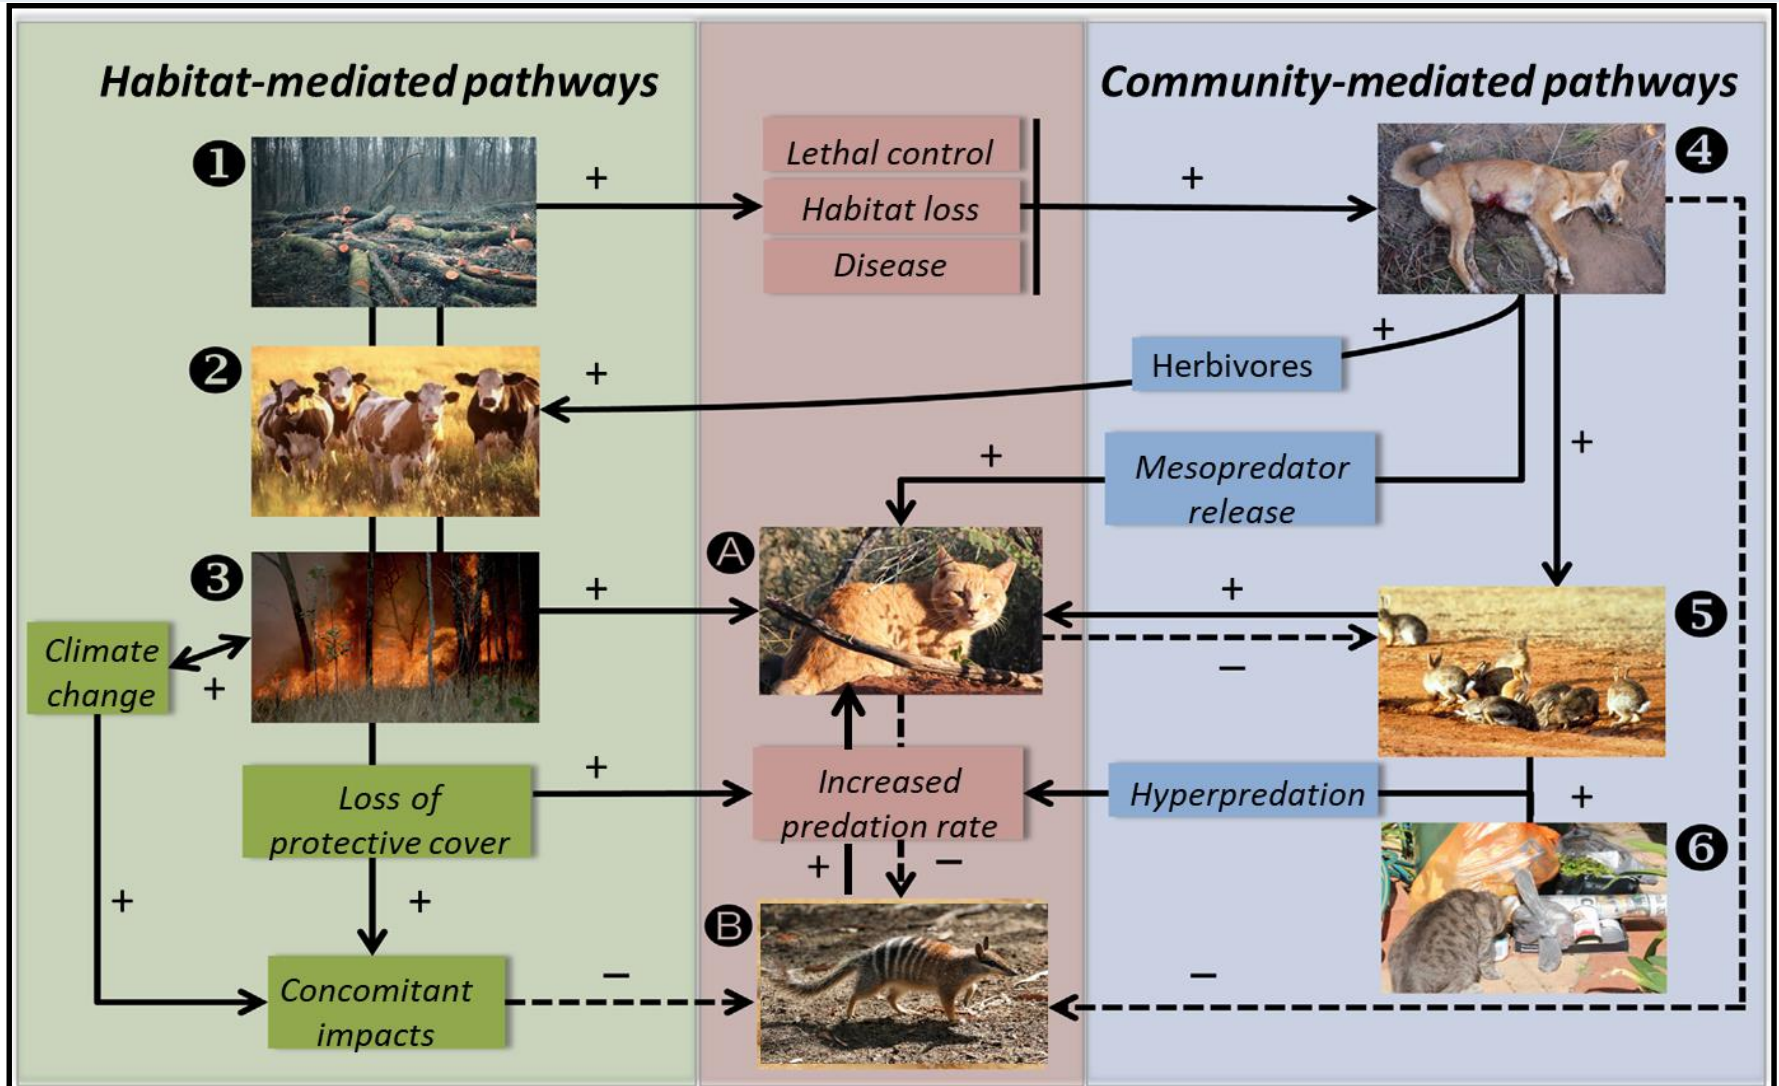 Habitat-mediated pathways
Community-mediated pathways
❶
+
Lethal control
Habitat loss
Disease
+
❹
❷
+
Herbivores
+
+
Mesopredator
release
+
❸
+
A
+
−
❺
Climate
change
+
Loss of
protective cover
+
Increased
predation rate
Hyperpredation
+
❻
+
+
+
−
B
Concomitant
impacts
−
−